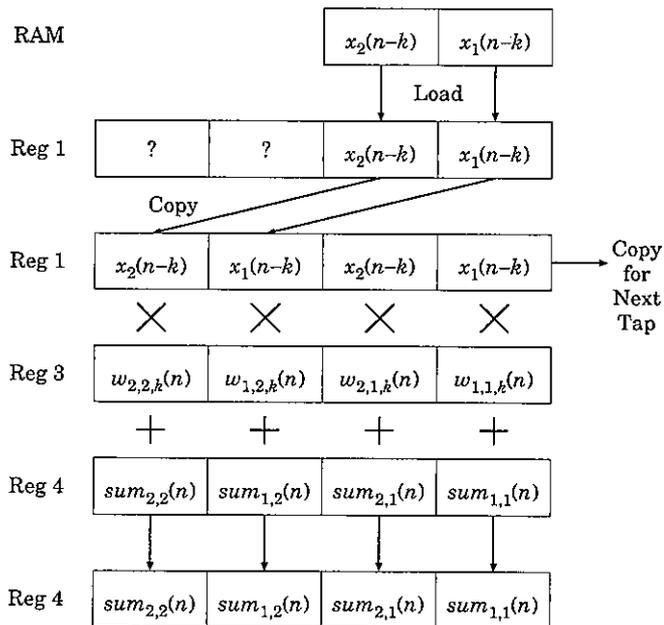 RAM x₂(n–k) x₁(n–k)
Load
Reg 1 ? ? x₂(n–k) x₁(n–k)
Copy
Reg 1 x₂(n–k) x₁(n–k) x₂(n–k) x₁(n–k)
Copy
for
Next
Tap
× × × ×
Reg 3 w₂,₂,ₖ(n) w₁,₂,ₖ(n) w₂,₁,ₖ(n) w₁,₁,ₖ(n)
+ + + +
Reg 4 sum₂,₂(n) sum₁,₂(n) sum₂,₁(n) sum₁,₁(n)
Reg 4 sum₂,₂(n) sum₁,₂(n) sum₂,₁(n) sum₁,₁(n)